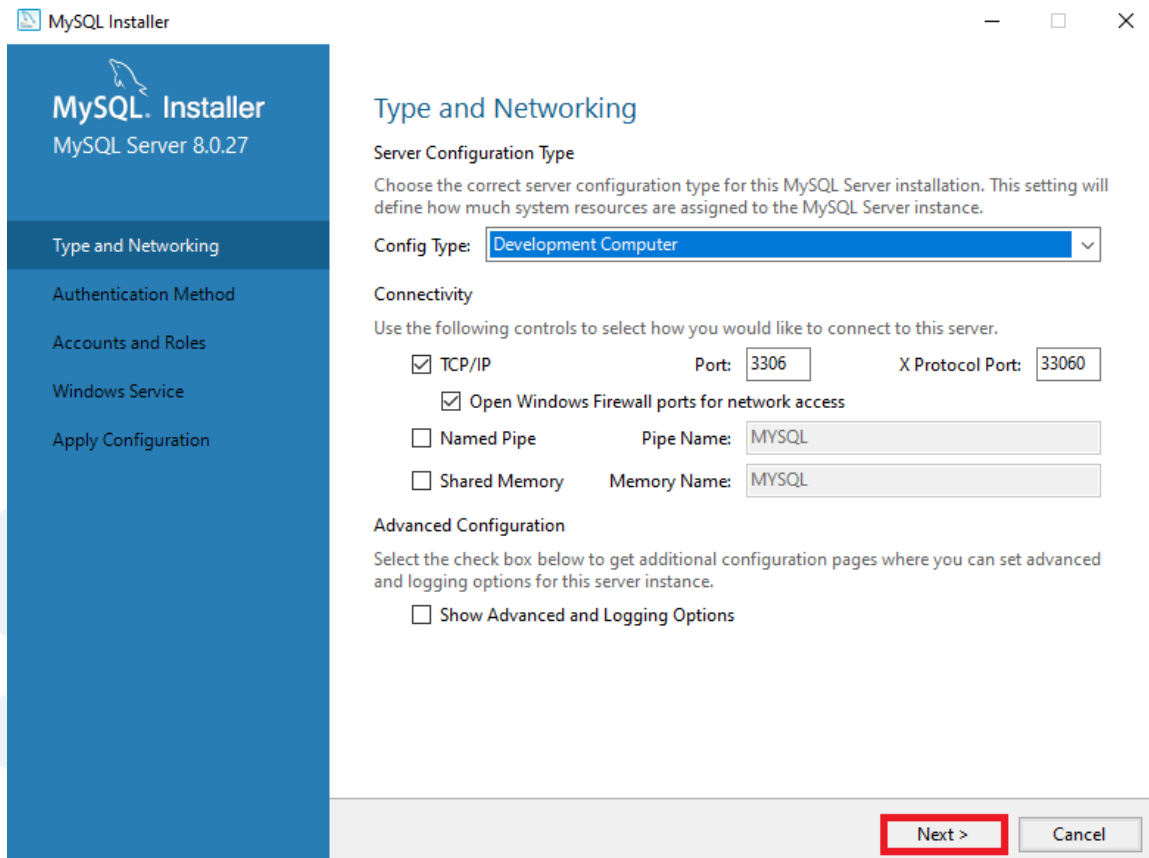 MySQL Installer
MySQL. Installer
MySQL Server 8.0.27
Type and Networking
Authentication Method
Accounts and Roles
Windows Service
Apply Configuration
Type and Networking
Server Configuration Type
Choose the correct server configuration type for this MySQL Server installation. This setting will
define how much system resources are assigned to the MySQL Server instance.
Config Type: Development Computer
Connectivity
Use the following controls to select how you would like to connect to this server.
TCP/IP Port: 3306 X Protocol Port: 33060
Open Windows Firewall ports for network access
Named Pipe Pipe Name: MYSQL
Shared Memory Memory Name: MYSQL
Advanced Configuration
Select the check box below to get additional configuration pages where you can set advanced
and logging options for this server instance.
Show Advanced and Logging Options
Next > Cancel